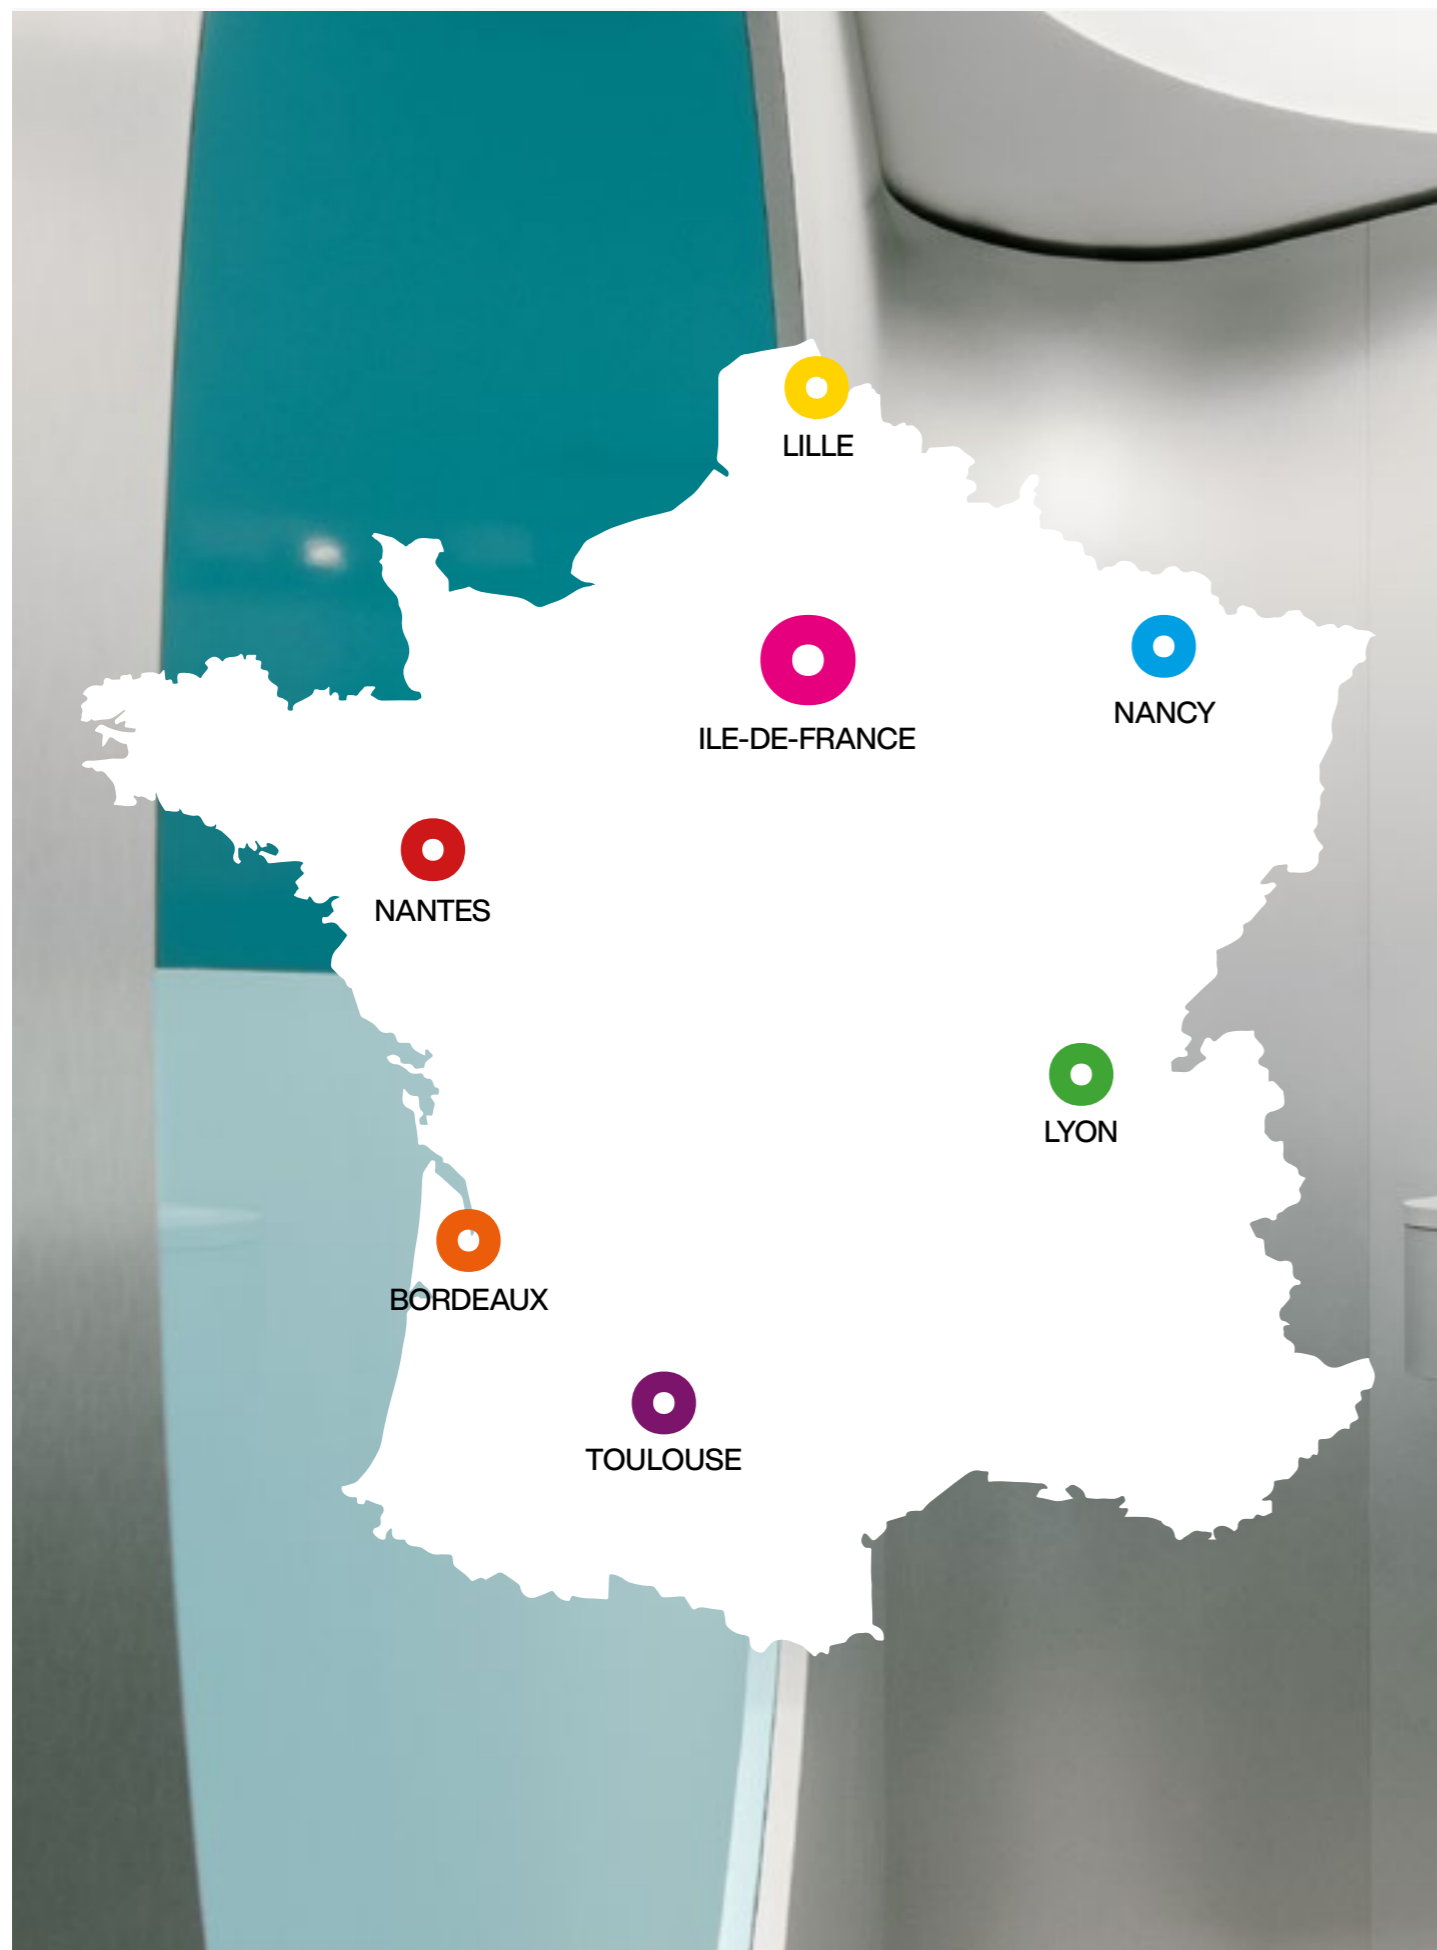 LILLE
NANCY
ILE-DE-FRANCE
NANTES
LYON
BORDEAUX
TOULOUSE